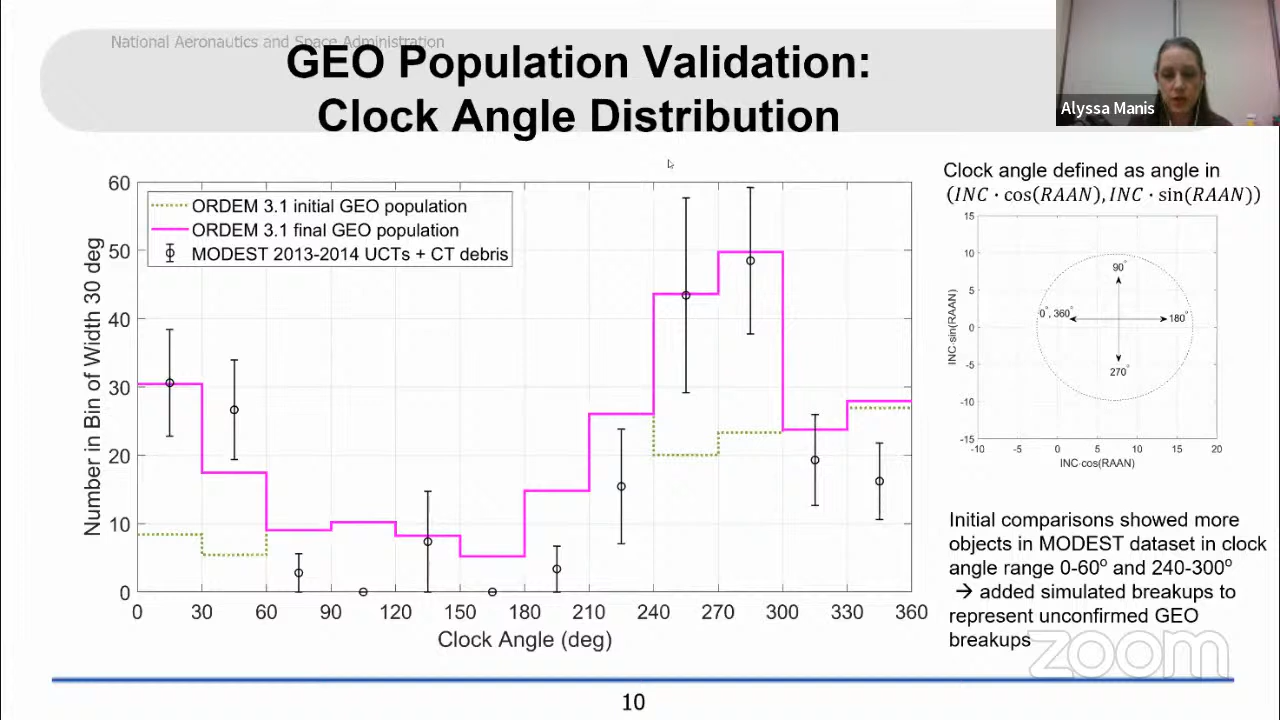 National Aeronautics and Space Administration
GEO Population Validation:
Clock Angle Distribution
Alyssa Manis
ORDEM 3.1 initial GEO population
ORDEM 3.1 final GEO population
MODEST 2013-2014 UCTs + CT debris
Number in Bin of Width 30 deg
60
50
40
30
20
10
0
0 30 60 90 120 150 180 210 240 270 300 330 360
Clock Angle (deg)
Clock angle defined as angle in
(INC · cos(RAAN), INC · sin(RAAN))
INC·sin(RAAN)
15
10
5
0
-5
-10
-15
90°
0°, 360°
180°
270°
-10 -5 0 5 10 15 20
INC·cos(RAAN)
Initial comparisons showed more
objects in MODEST dataset in clock
angle range 0-60º and 240-300º
→ added simulated breakups to
represent unconfirmed GEO
breakups
zoom
10